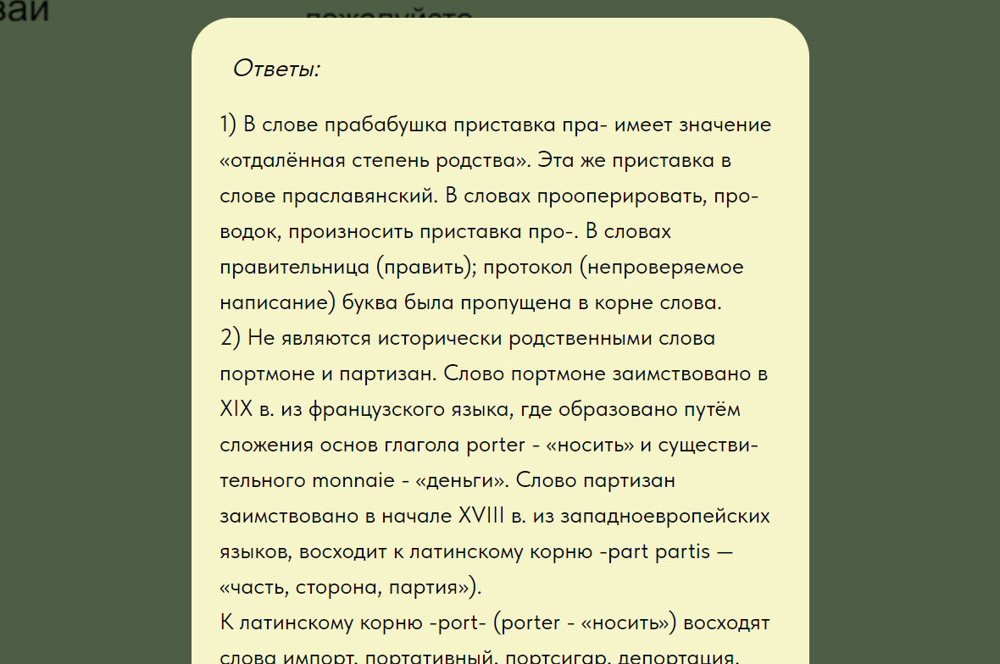 Ответы:
1) В слове прабабушка приставка пра- имеет значение
«отдалённая степень родства». Эта же приставка в
слове праславянский. В словах прооперировать, про-
водок, произносить приставка про-. В словах
правительница (править); протокол (непроверяемое
написание) буква была пропущена в корне слова.
2) Не являются исторически родственными слова
портмоне и партизан. Слово портмоне заимствовано в
XIX в. из французского языка, где образовано путём
сложения основ глагола porter - «носить» и существи-
тельного monnaie - «деньги». Слово партизан
заимствовано в начале XVIII в. из западноевропейских
языков, восходит к латинскому корню -part partis —
«часть, сторона, партия»).
К латинскому корню -port- (porter - «носить») восходят
слова импорт, портативный, портсигар, депортация,